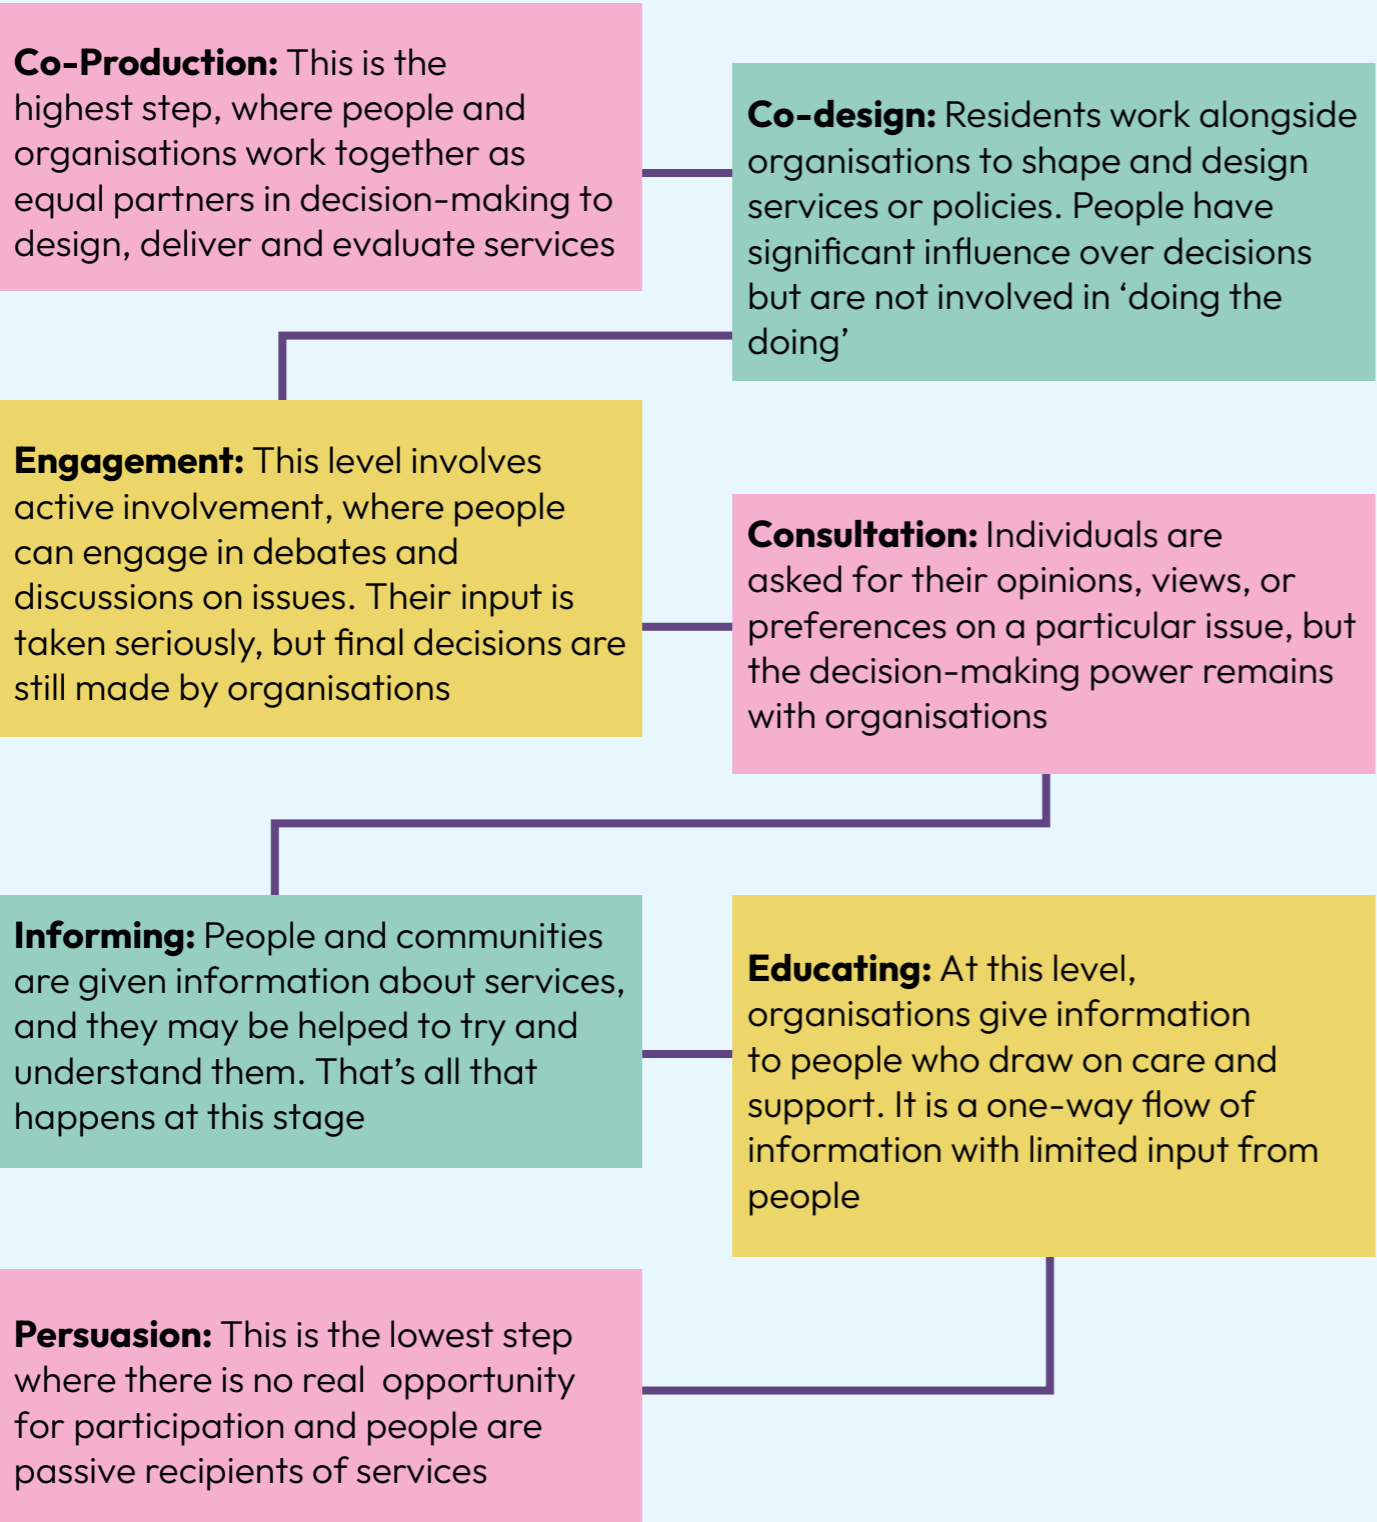 Co-Production: This is the
highest step, where people and
organisations work together as
equal partners in decision-making to
design, deliver and evaluate services
Co-design: Residents work alongside
organisations to shape and design
services or policies. People have
significant influence over decisions
but are not involved in ‘doing the
doing’
Engagement: This level involves
active involvement, where people
can engage in debates and
discussions on issues. Their input is
taken seriously, but final decisions are
still made by organisations
Consultation: Individuals are
asked for their opinions, views, or
preferences on a particular issue, but
the decision-making power remains
with organisations
Informing: People and communities
are given information about services,
and they may be helped to try and
understand them. That’s all that
happens at this stage
Educating: At this level,
organisations give information
to people who draw on care and
support. It is a one-way flow of
information with limited input from
people
Persuasion: This is the lowest step
where there is no real opportunity
for participation and people are
passive recipients of services